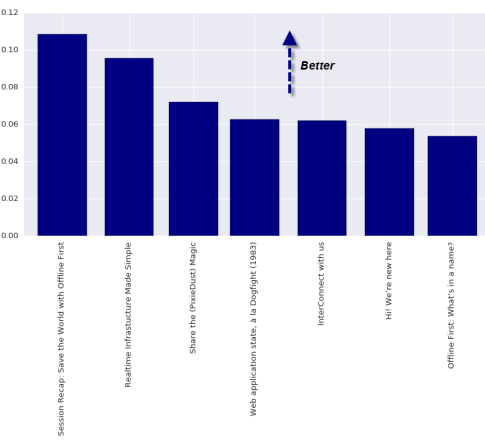 0.12
0.10
0.08
0.06
0.04
0.02
0.00
Better
Session Recap: Save the World with Offline First
Realtime Infrastucture Made Simple
Share the (PixieDust) Magic
Web application state, à la Dogfight (1983)
InterConnect with us
Hi! We're new here
Offline First: What's in a name?